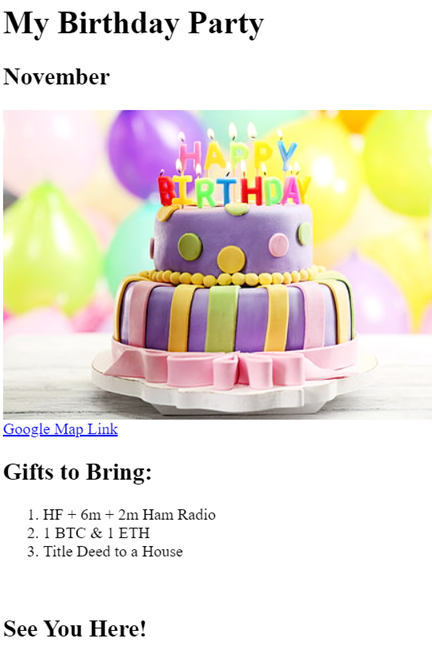 My Birthday Party
November
HAPPY
BIRTHDAY
Google Map Link
Gifts to Bring:
1. HF + 6m + 2m Ham Radio
2. 1 BTC & 1 ETH
3. Title Deed to a House
See You Here!